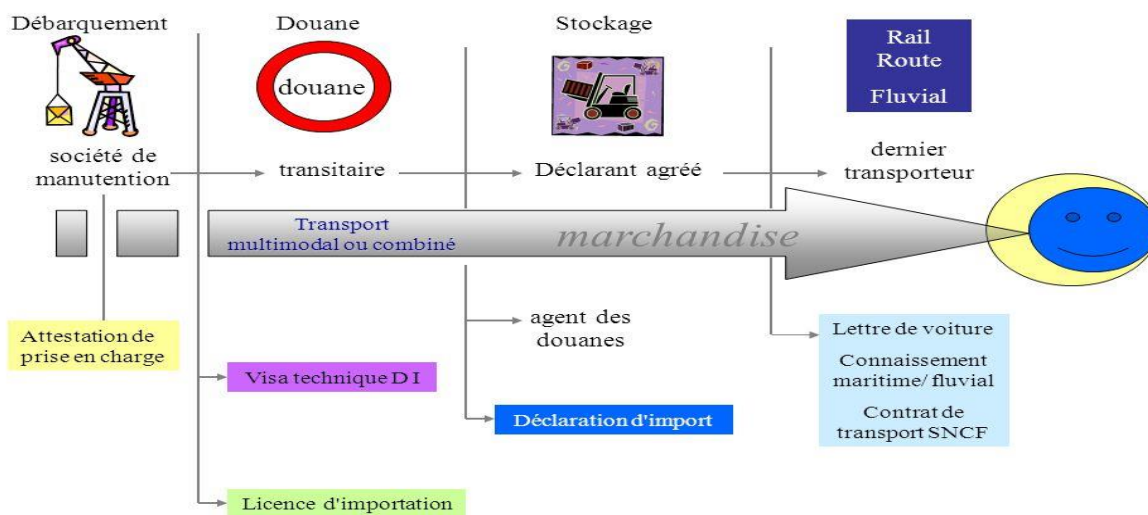 Débarquement
Douane
Stockage
Rail
Route
Fluvial
douane
société de
manutention
transitaire
Déclarant agréé
dernier
transporteur
Transport
multimodal ou combiné
marchandise
Attestation de
prise en charge
agent des
douanes
Lettre de voiture
Connaissement
maritime/ fluvial
Contrat de
transport SNCF
Visa technique D I
Déclaration d'import
Licence d'importation